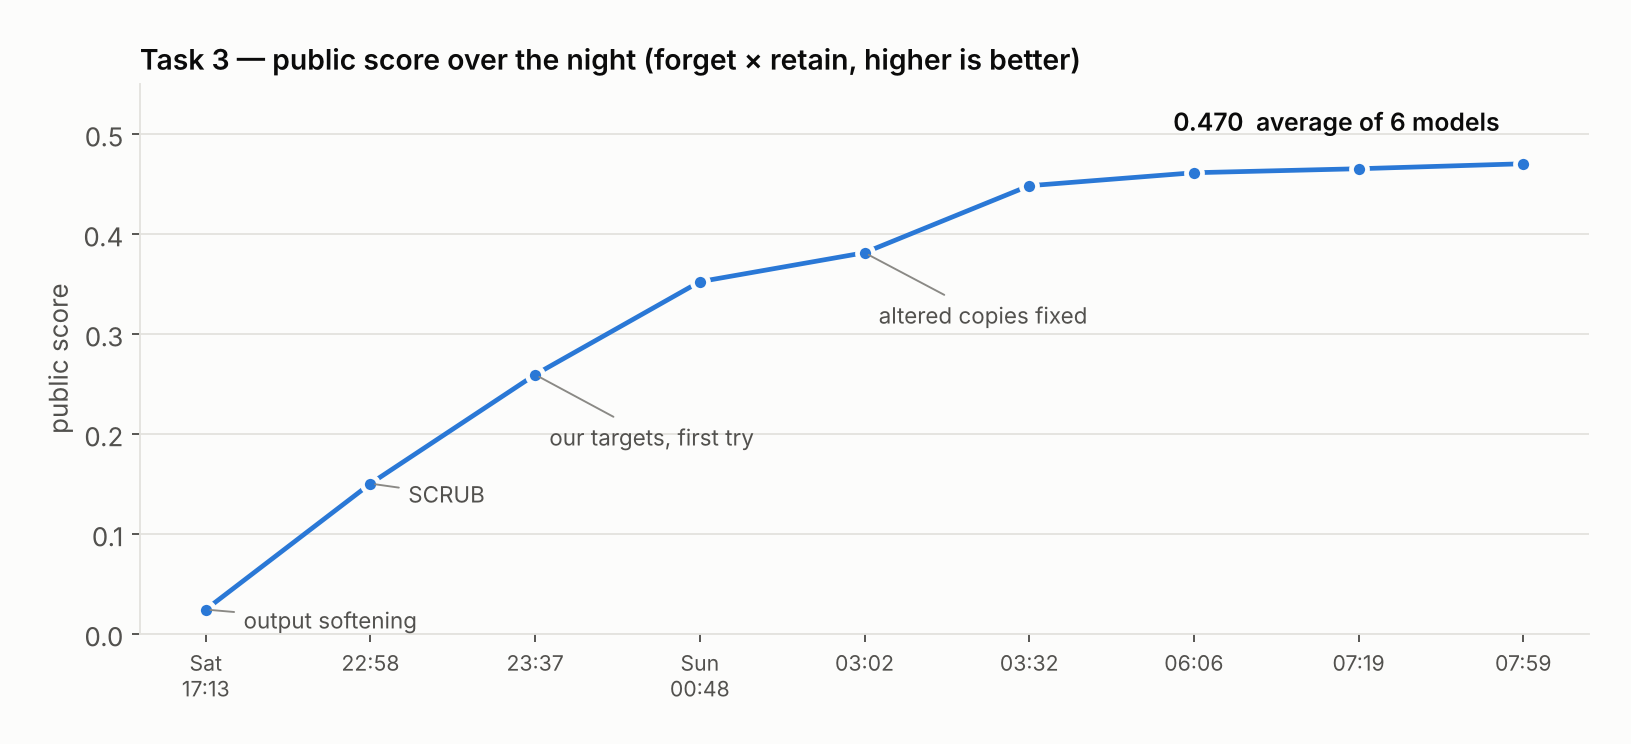 Task 3 — public score over the night (forget × retain, higher is better)
0.470 average of 6 models
0.5
0.4
0.3
0.2
0.1
0.0
public score
altered copies fixed
our targets, first try
SCRUB
output softening
Sat
17:13
22:58
23:37
Sun
00:48
03:02
03:32
06:06
07:19
07:59